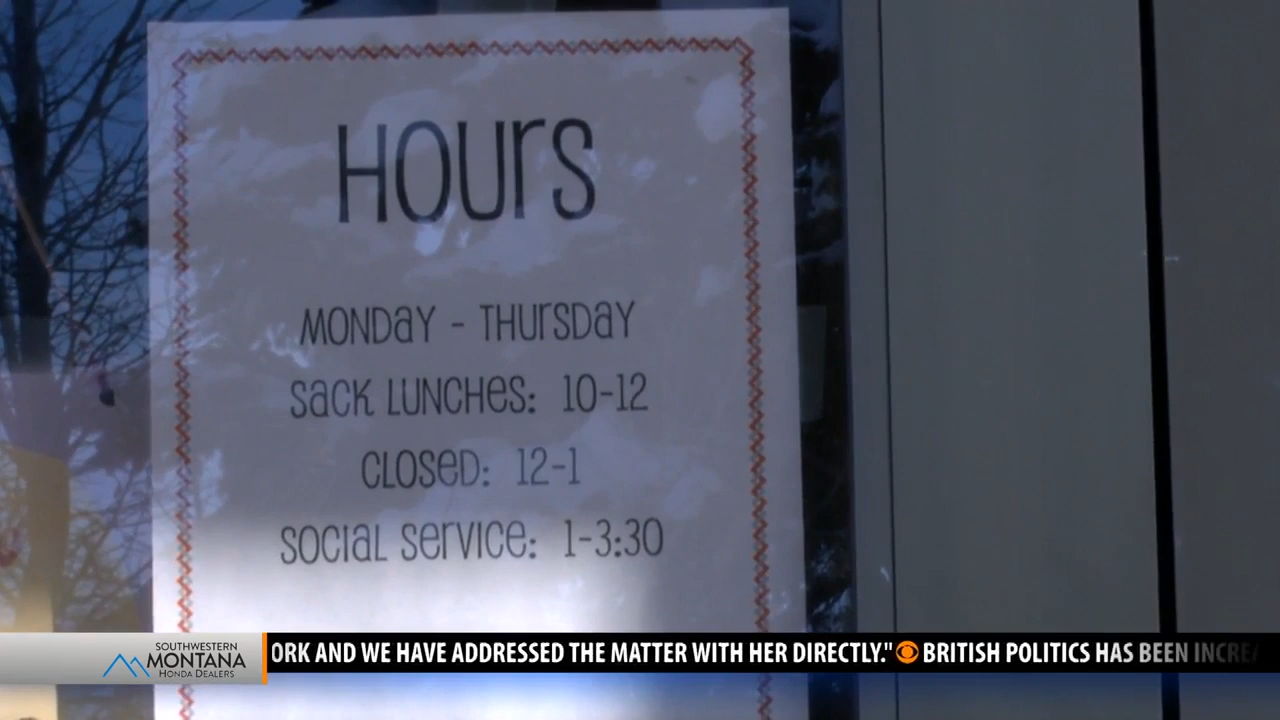 Hours
Monday - Thursday
Sack Lunches: 10-12
Closed: 12-1
Social Service: 1-3:30
SOUTHWESTERN
MONTANA
HONDA DEALERS
ORK AND WE HAVE ADDRESSED THE MATTER WITH HER DIRECTLY." BRITISH POLITICS HAS BEEN INCRE